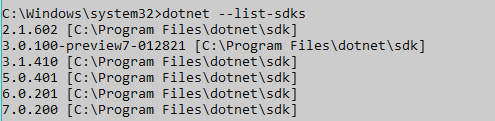 C:\Windows\system32>dotnet --list-sdks
2.1.602 [C:\Program Files\dotnet\sdk]
3.0.100-preview7-012821 [C:\Program Files\dotnet\sdk]
3.1.410 [C:\Program Files\dotnet\sdk]
5.0.401 [C:\Program Files\dotnet\sdk]
6.0.201 [C:\Program Files\dotnet\sdk]
7.0.200 [C:\Program Files\dotnet\sdk]